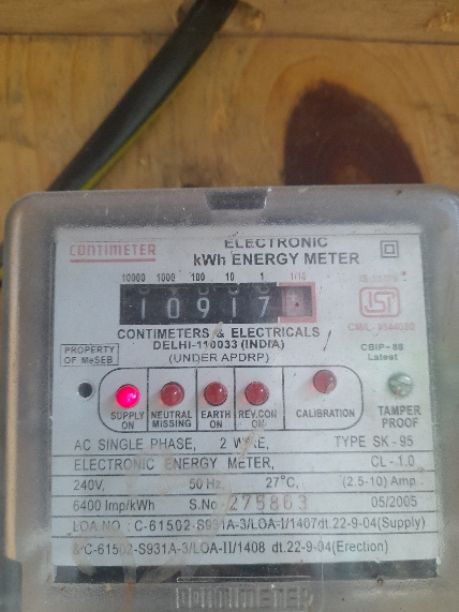 CONTIMETER
ELECTRONIC
kWh ENERGY METER
10000 1000 100 10 1 1/10
10917
CONTIMETERS & ELECTRICALS
DELHI-110033 (INDIA)
(UNDER APDRP)
PROPERTY
OF MeSEB
ISI
CBIP - 88
Latest
SUPPLY
ON
NEUTRAL
MISSING
EARTH
ON
REV.CON
ON
CALIBRATION
TAMPER
PROOF
AC SINGLE PHASE, 2 WIRE, TYPE SK - 95
ELECTRONIC ENERGY METER, CL - 1.0
240V, 50 Hz, 27°C, (2.5-10) Amp
6400 Imp/kWh S.No 275863 05/2005
LOA NO : C-61502-S931A-3/LOA-I/1407dt.22-9-04(Supply)
&C-61502-S931A-3/LOA-II/1408 dt.22-9-04(Erection)
CONTIMETER